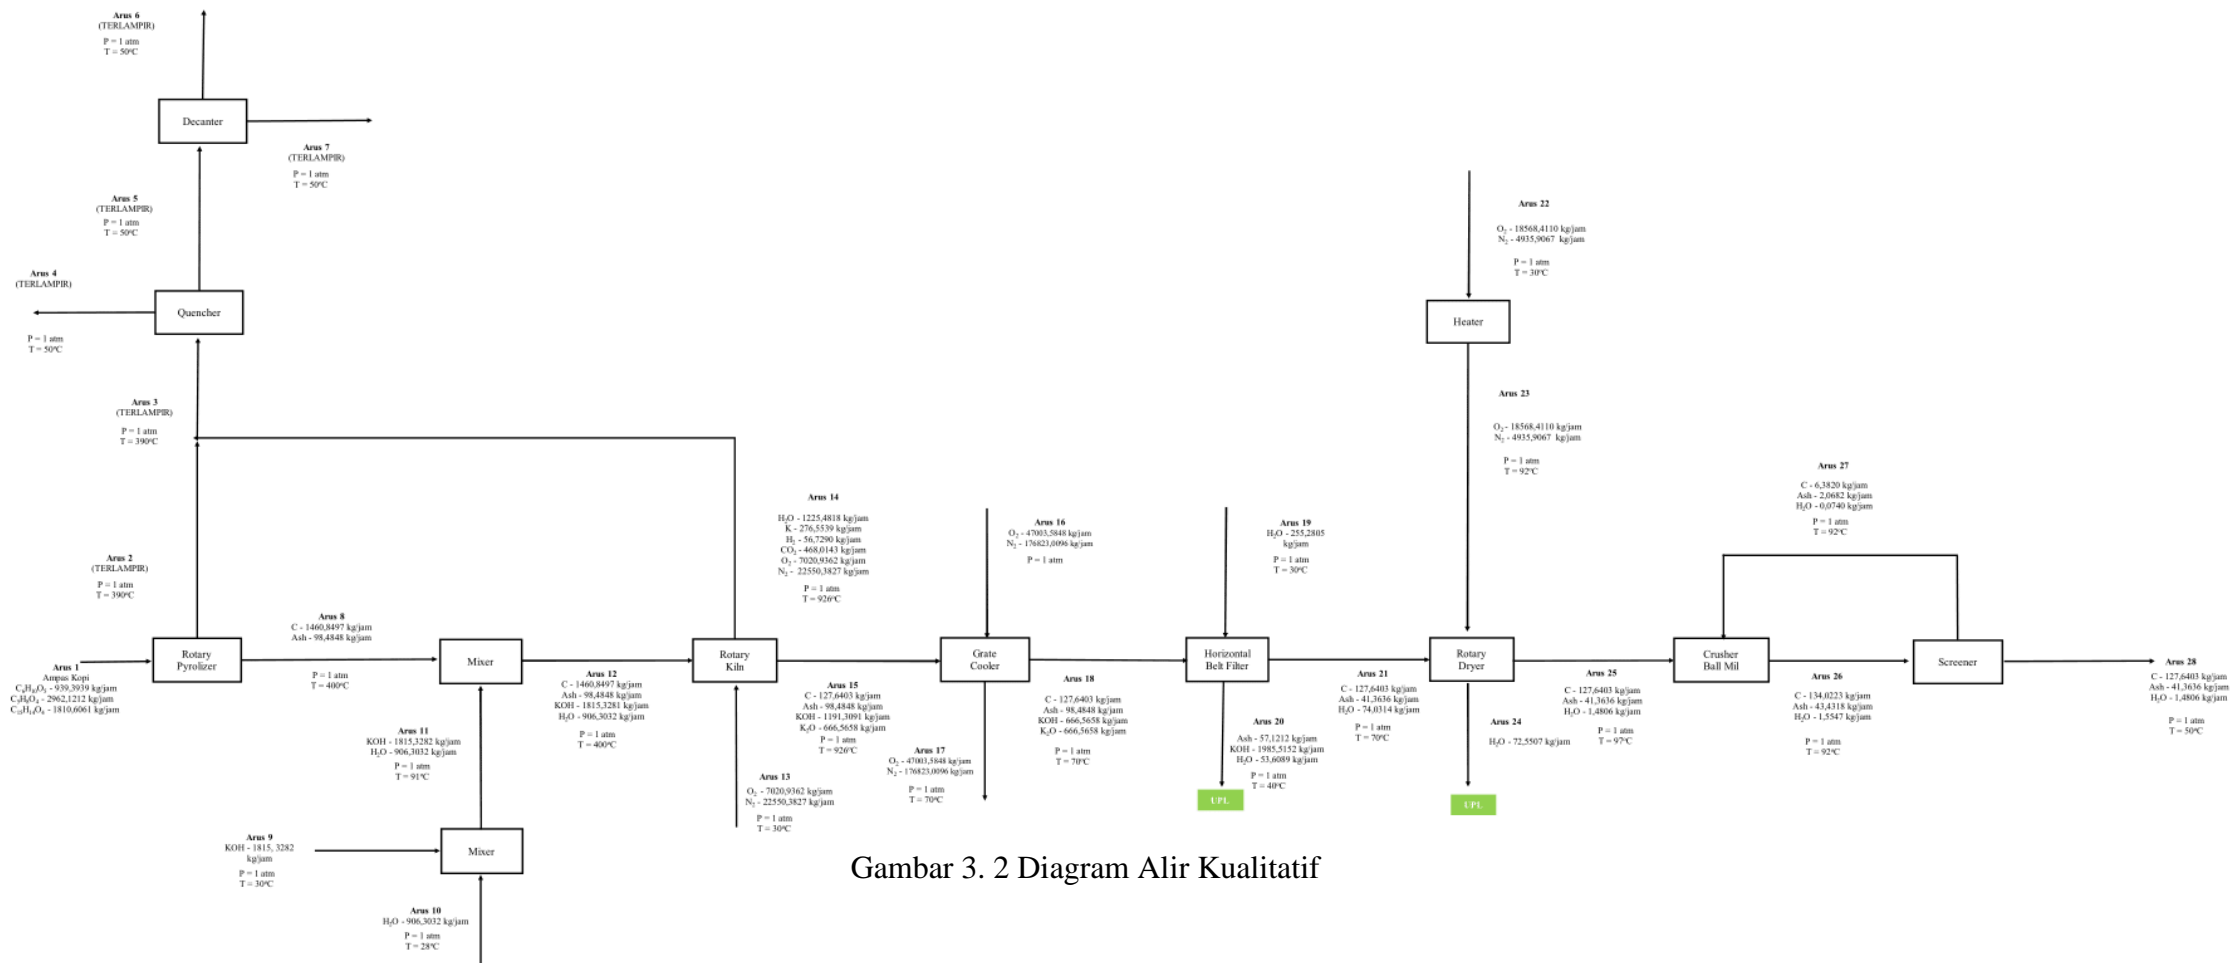 Arus 6
(TERLAMPIR)
P = 1 atm
T = 50°C
Decanter
Arus 7
(TERLAMPIR)
P = 1 atm
T = 50°C
Arus 5
(TERLAMPIR)
P = 1 atm
T = 50°C
Arus 4
(TERLAMPIR)
P = 1 atm
T = 50°C
Quencher
Arus 3
(TERLAMPIR)
P = 1 atm
T = 390°C
Arus 2
(TERLAMPIR)
P = 1 atm
T = 390°C
Arus 1
Ampas Kopi
- 939,3939 kg/jam
- 2962,1212 kg/jam
- 1810,6061 kg/jam
Rotary
Pyrolizer
Arus 8
C - 1460,8497 kg/jam
Ash - 98,4848 kg/jam
P = 1 atm
T = 400°C
Mixer
Arus 11
KOH - 1815,3282 kg/jam
H₂O - 906,3032 kg/jam
P = 1 atm
T = 91°C
Arus 9
KOH - 1815, 3282
kg/jam
P = 1 atm
T = 30°C
Mixer
Arus 10
H₂O - 906,3032 kg/jam
P = 1 atm
T = 28°C
Arus 12
C - 1460,8497 kg/jam
Ash - 98,4848 kg/jam
KOH - 1815,3281 kg/jam
H₂O - 906,3032 kg/jam
P = 1 atm
T = 400°C
Rotary
Kiln
Arus 13
O₂ - 7020,9362 kg/jam
N₂ - 22550,3827 kg/jam
P = 1 atm
T = 30°C
Arus 14
H₂O - 1225,4818 kg/jam
K - 276,5539 kg/jam
H₂ - 56,7290 kg/jam
CO₂ - 468,0143 kg/jam
O₂ - 7020,9362 kg/jam
N₂ - 22550,3827 kg/jam
P = 1 atm
T = 926°C
Arus 15
C - 127,6403 kg/jam
Ash - 98,4848 kg/jam
KOH - 1191,3091 kg/jam
K₂O - 666,5658 kg/jam
P = 1 atm
T = 926°C
Arus 16
O₂ - 47003,5848 kg/jam
N₂ - 176823,0096 kg/jam
P = 1 atm
Grate
Cooler
Arus 17
O₂ - 47003,5848 kg/jam
N₂ - 176823,0096 kg/jam
P = 1 atm
T = 70°C
Arus 18
C - 127,6403 kg/jam
Ash - 98,4848 kg/jam
KOH - 666,5658 kg/jam
K₂O - 666,5658 kg/jam
P = 1 atm
T = 70°C
Arus 19
H₂O - 255,2805
kg/jam
P = 1 atm
T = 30°C
Horizontal
Belt Filter
Arus 20
Ash - 57,1212 kg/jam
KOH - 1985,5152 kg/jam
H₂O - 53,6089 kg/jam
P = 1 atm
T = 40°C
UPL
Arus 21
C - 127,6403 kg/jam
Ash - 41,3636 kg/jam
H₂O - 74,0314 kg/jam
P = 1 atm
T = 70°C
Arus 22
O₂ - 18568,4110 kg/jam
N₂ - 4935,9067 kg/jam
P = 1 atm
T = 30°C
Heater
Arus 23
O₂ - 18568,4110 kg/jam
N₂ - 4935,9067 kg/jam
P = 1 atm
T = 92°C
Rotary
Dryer
Arus 24
H₂O - 72,5507 kg/jam
UPL
Arus 25
C - 127,6403 kg/jam
Ash - 41,3636 kg/jam
H₂O - 1,4806 kg/jam
P = 1 atm
T = 97°C
Crusher
Ball Mil
Arus 26
C - 134,0223 kg/jam
Ash - 43,4318 kg/jam
H₂O - 1,5547 kg/jam
P = 1 atm
T = 92°C
Arus 27
C - 6,3820 kg/jam
Ash - 2,0682 kg/jam
H₂O - 0,0740 kg/jam
P = 1 atm
T = 92°C
Screener
Arus 28
C - 127,6403 kg/jam
Ash - 41,3636 kg/jam
H₂O - 1,4806 kg/jam
P = 1 atm
T = 50°C
Gambar 3. 2 Diagram Alir Kualitatif